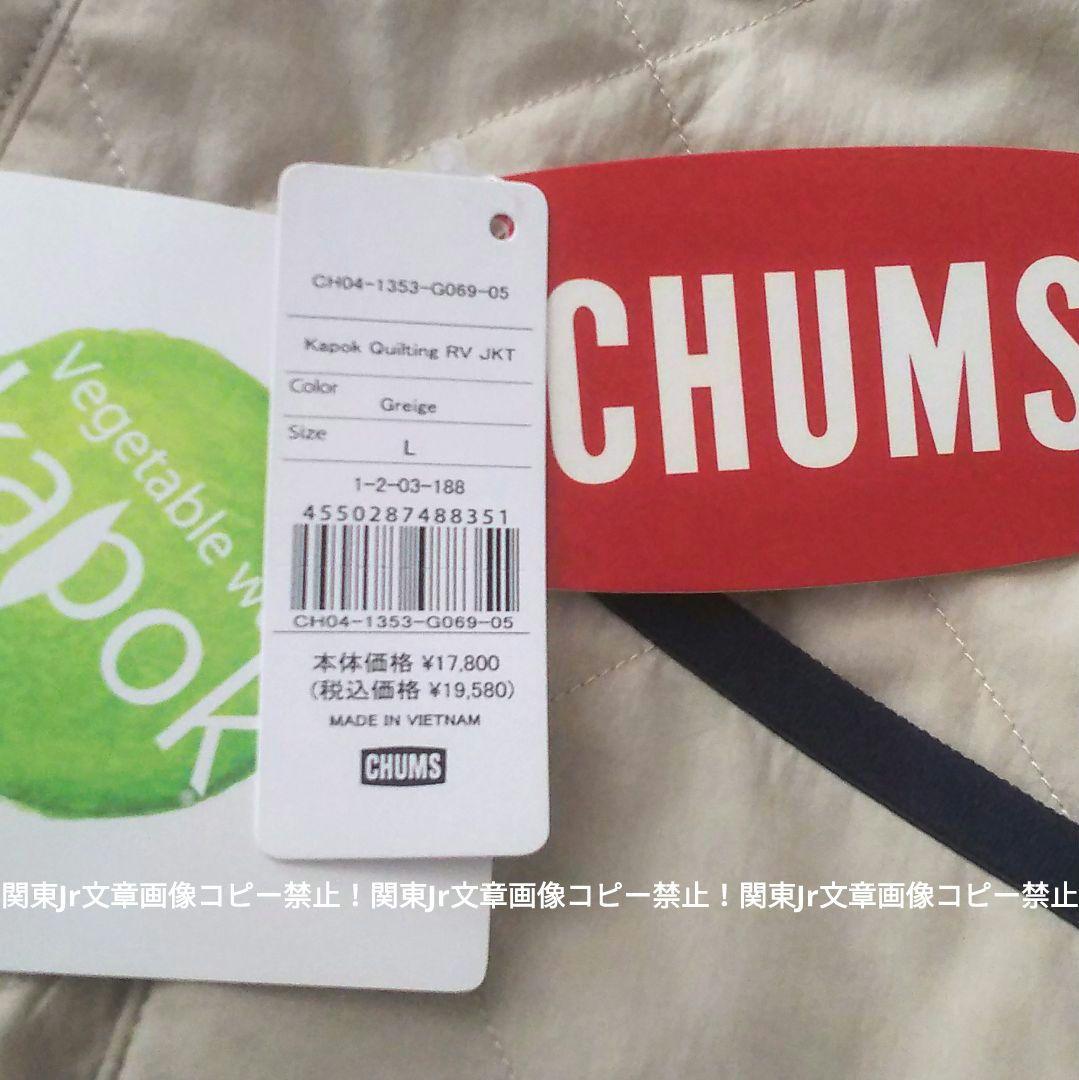 CH04-1353-G069-05
Kapok Quilting RV JKT
Color
Greige
Size
L
1-2-03-188
4550287488351
CH04-1353-G069-05
本体価格 ¥17,800
(税込価格 ¥19,580)
MADE IN VIETNAM
CHUMS
CHUMS
Vegetable
kapok
関東Jr文章画像コピー禁止！関東Jr文章画像コピー禁止！関東Jr文章画像コピー禁止